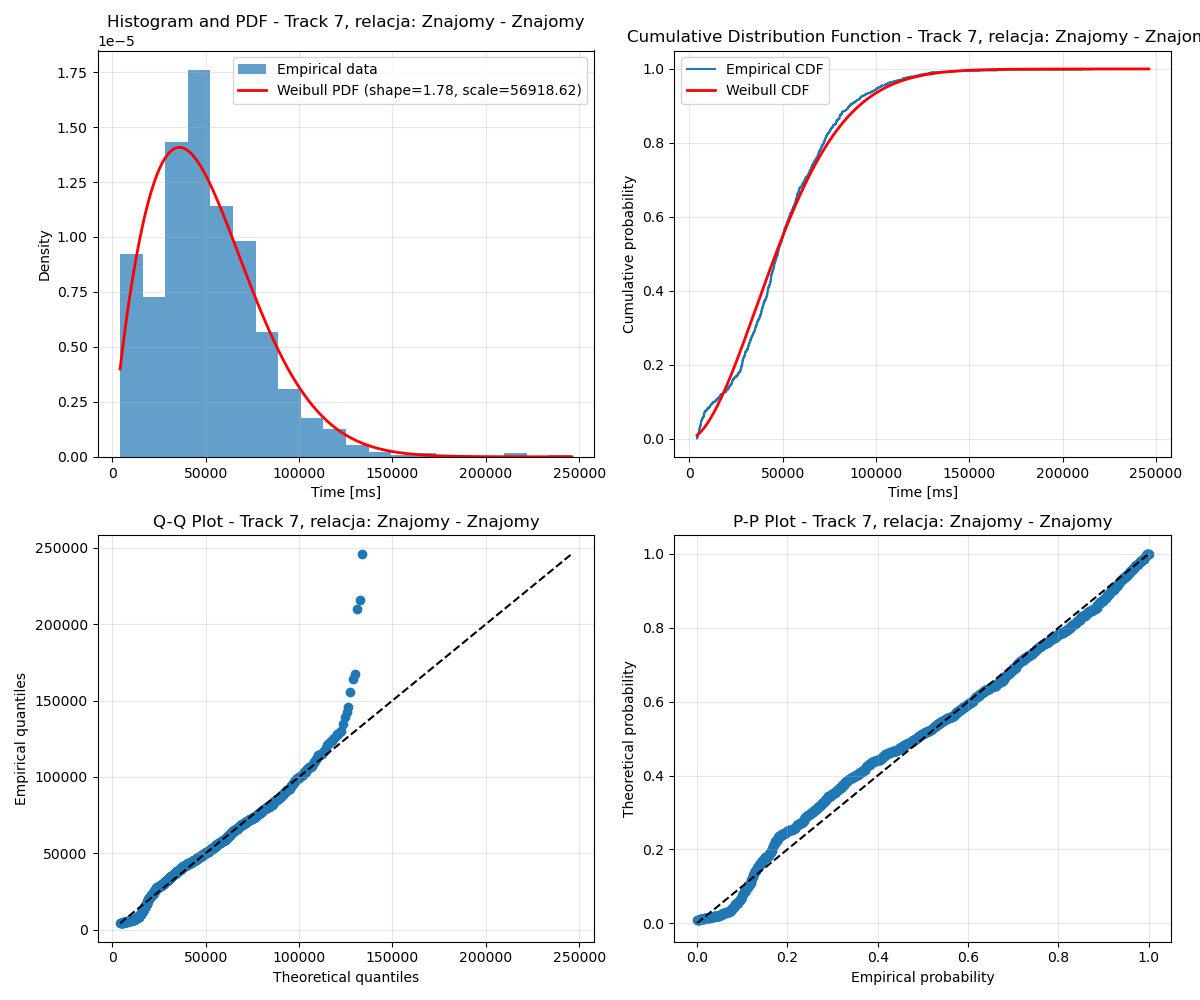 Histogram and PDF - Track 7, relacja: Znajomy - Znajomy
1e−5
1.75
1.50
1.25
1.00
0.75
0.50
0.25
0.00
Density
Empirical data
Weibull PDF (shape=1.78, scale=56918.62)
0 50000 100000 150000 200000 250000
Time [ms]
Cumulative Distribution Function - Track 7, relacja: Znajomy - Znajon
1.0
0.8
0.6
0.4
0.2
0.0
Cumulative probability
Empirical CDF
Weibull CDF
0 50000 100000 150000 200000 250000
Time [ms]
Q-Q Plot - Track 7, relacja: Znajomy - Znajomy
250000
200000
150000
100000
50000
0
Empirical quantiles
0 50000 100000 150000 200000 250000
Theoretical quantiles
P-P Plot - Track 7, relacja: Znajomy - Znajomy
1.0
0.8
0.6
0.4
0.2
0.0
Theoretical probability
0.0 0.2 0.4 0.6 0.8 1.0
Empirical probability